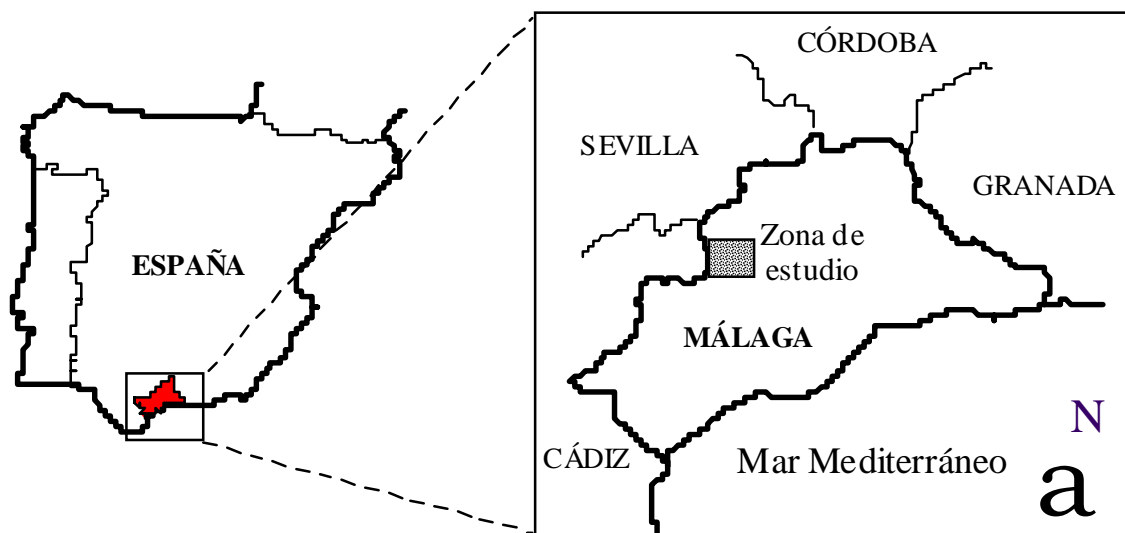 ESPAÑA
CÓRDOBA
SEVILLA
GRANADA
Zona de
estudio
MÁLAGA
N
CÁDIZ
Mar Mediterráneo
a